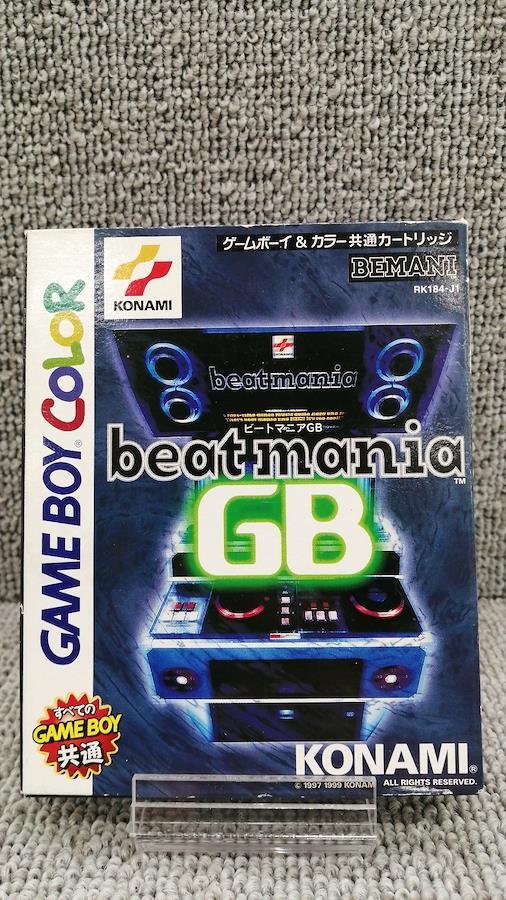 GAME BOY COLOR
すべての
GAME BOY
共通
KONAMI
ゲームボーイ & カラー共通カートリッジ
BEMANI
RK184-J1
KONAMI
beatmania
ビートマニアGB
beatmania™
GB
KONAMI®
© 1997 1999 KONAMI ALL RIGHTS RESERVED.